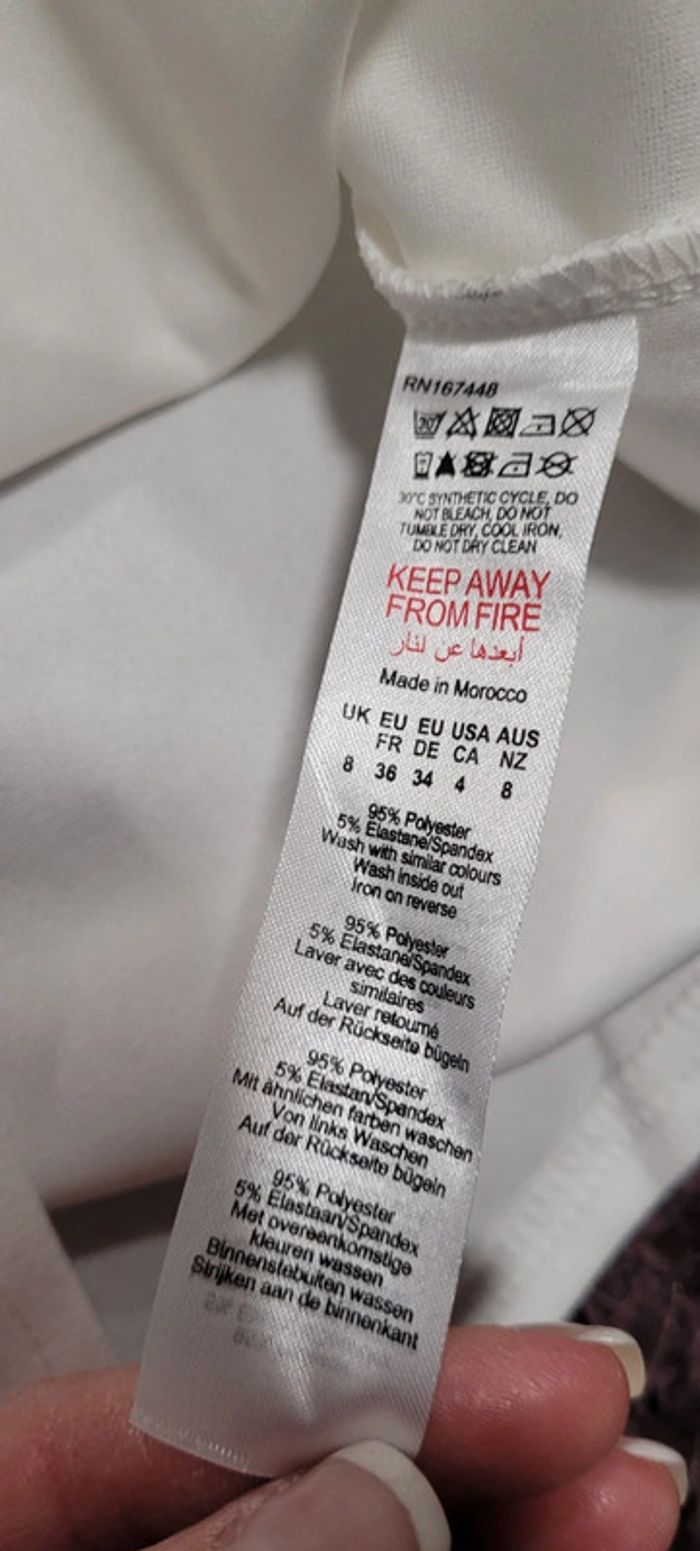 RN167448
30°C SYNTHETIC CYCLE, DO
NOT BLEACH, DO NOT
TUMBLE DRY, COOL IRON,
DO NOT DRY CLEAN
KEEP AWAY
FROM FIRE
أبعدها عن لنار
Made in Morocco
UK EU EU USA AUS
FR DE CA NZ
8 36 34 4 8
95% Polyester
5% Elastane/Spandex
Wash with similar colours
Wash inside out
Iron on reverse
95% Polyester
5% Elastane/Spandex
Laver avec des couleurs
similaires
Laver retourné
Auf der Rückseite bügeln
95% Polyester
5% Elastan/Spandex
Mit ähnlichen farben waschen
Von links Waschen
Auf der Rückseite bügeln
95% Polyester
5% Elastaan/Spandex
Met overeenkomstige
kleuren wassen
Binnenstebuiten wassen
Strijken aan de binnenkant